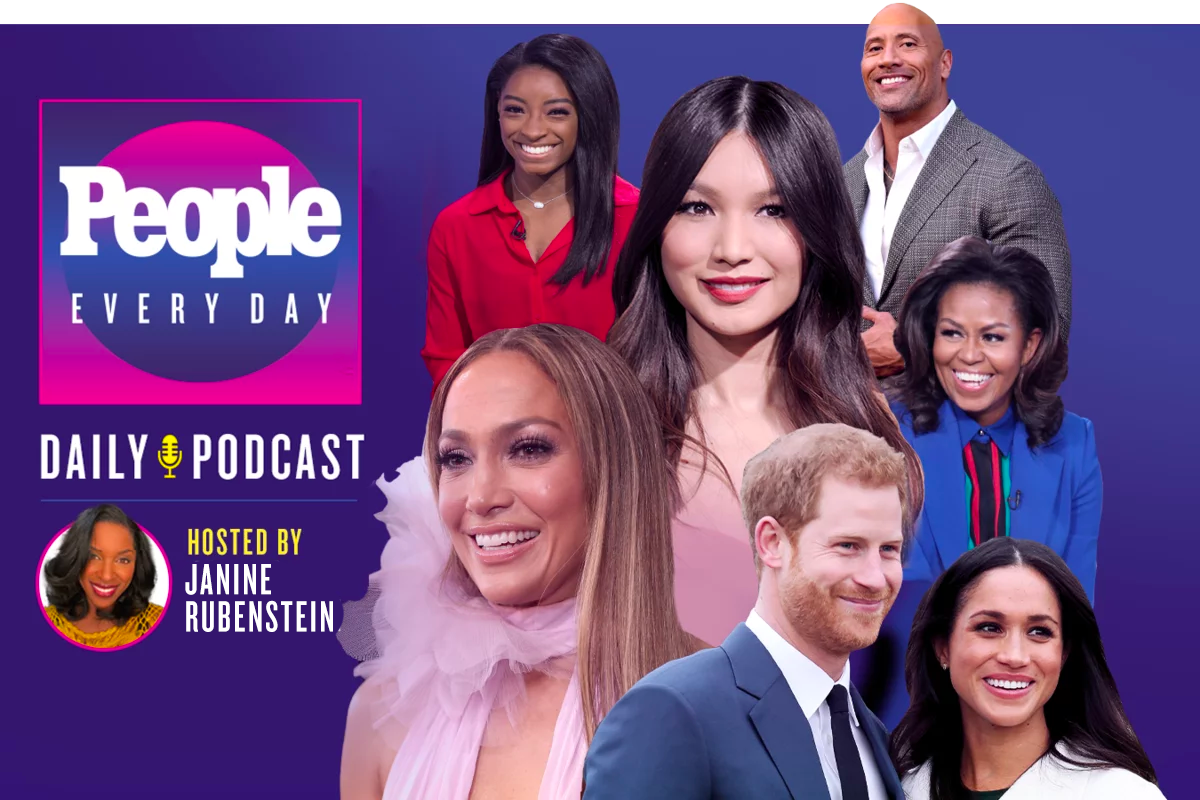 People
EVERY DAY
DAILY PODCAST
HOSTED BY
JANINE
RUBENSTEIN